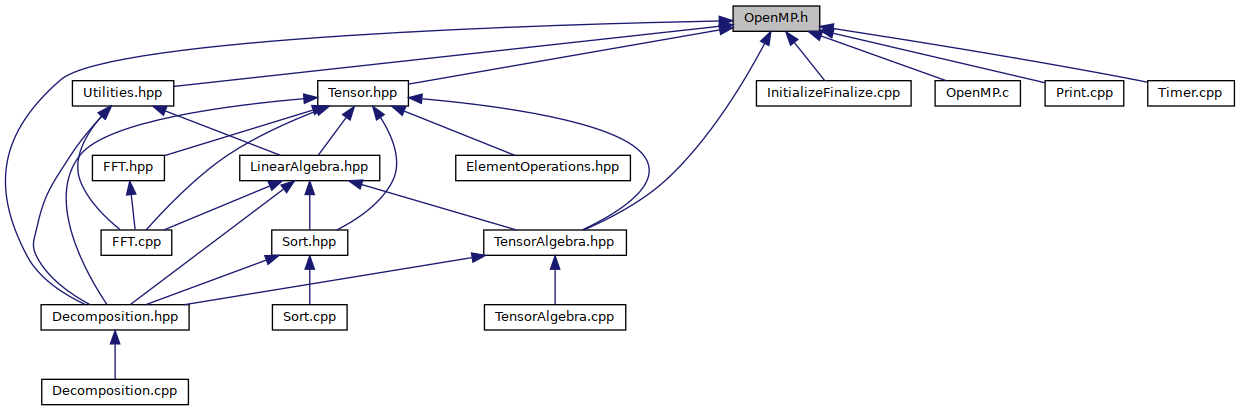 OpenMP.h
Utilities.hpp
Tensor.hpp
InitializeFinalize.cpp
OpenMP.c
Print.cpp
Timer.cpp
FFT.hpp
LinearAlgebra.hpp
ElementOperations.hpp
FFT.cpp
Sort.hpp
TensorAlgebra.hpp
Decomposition.hpp
Sort.cpp
TensorAlgebra.cpp
Decomposition.cpp